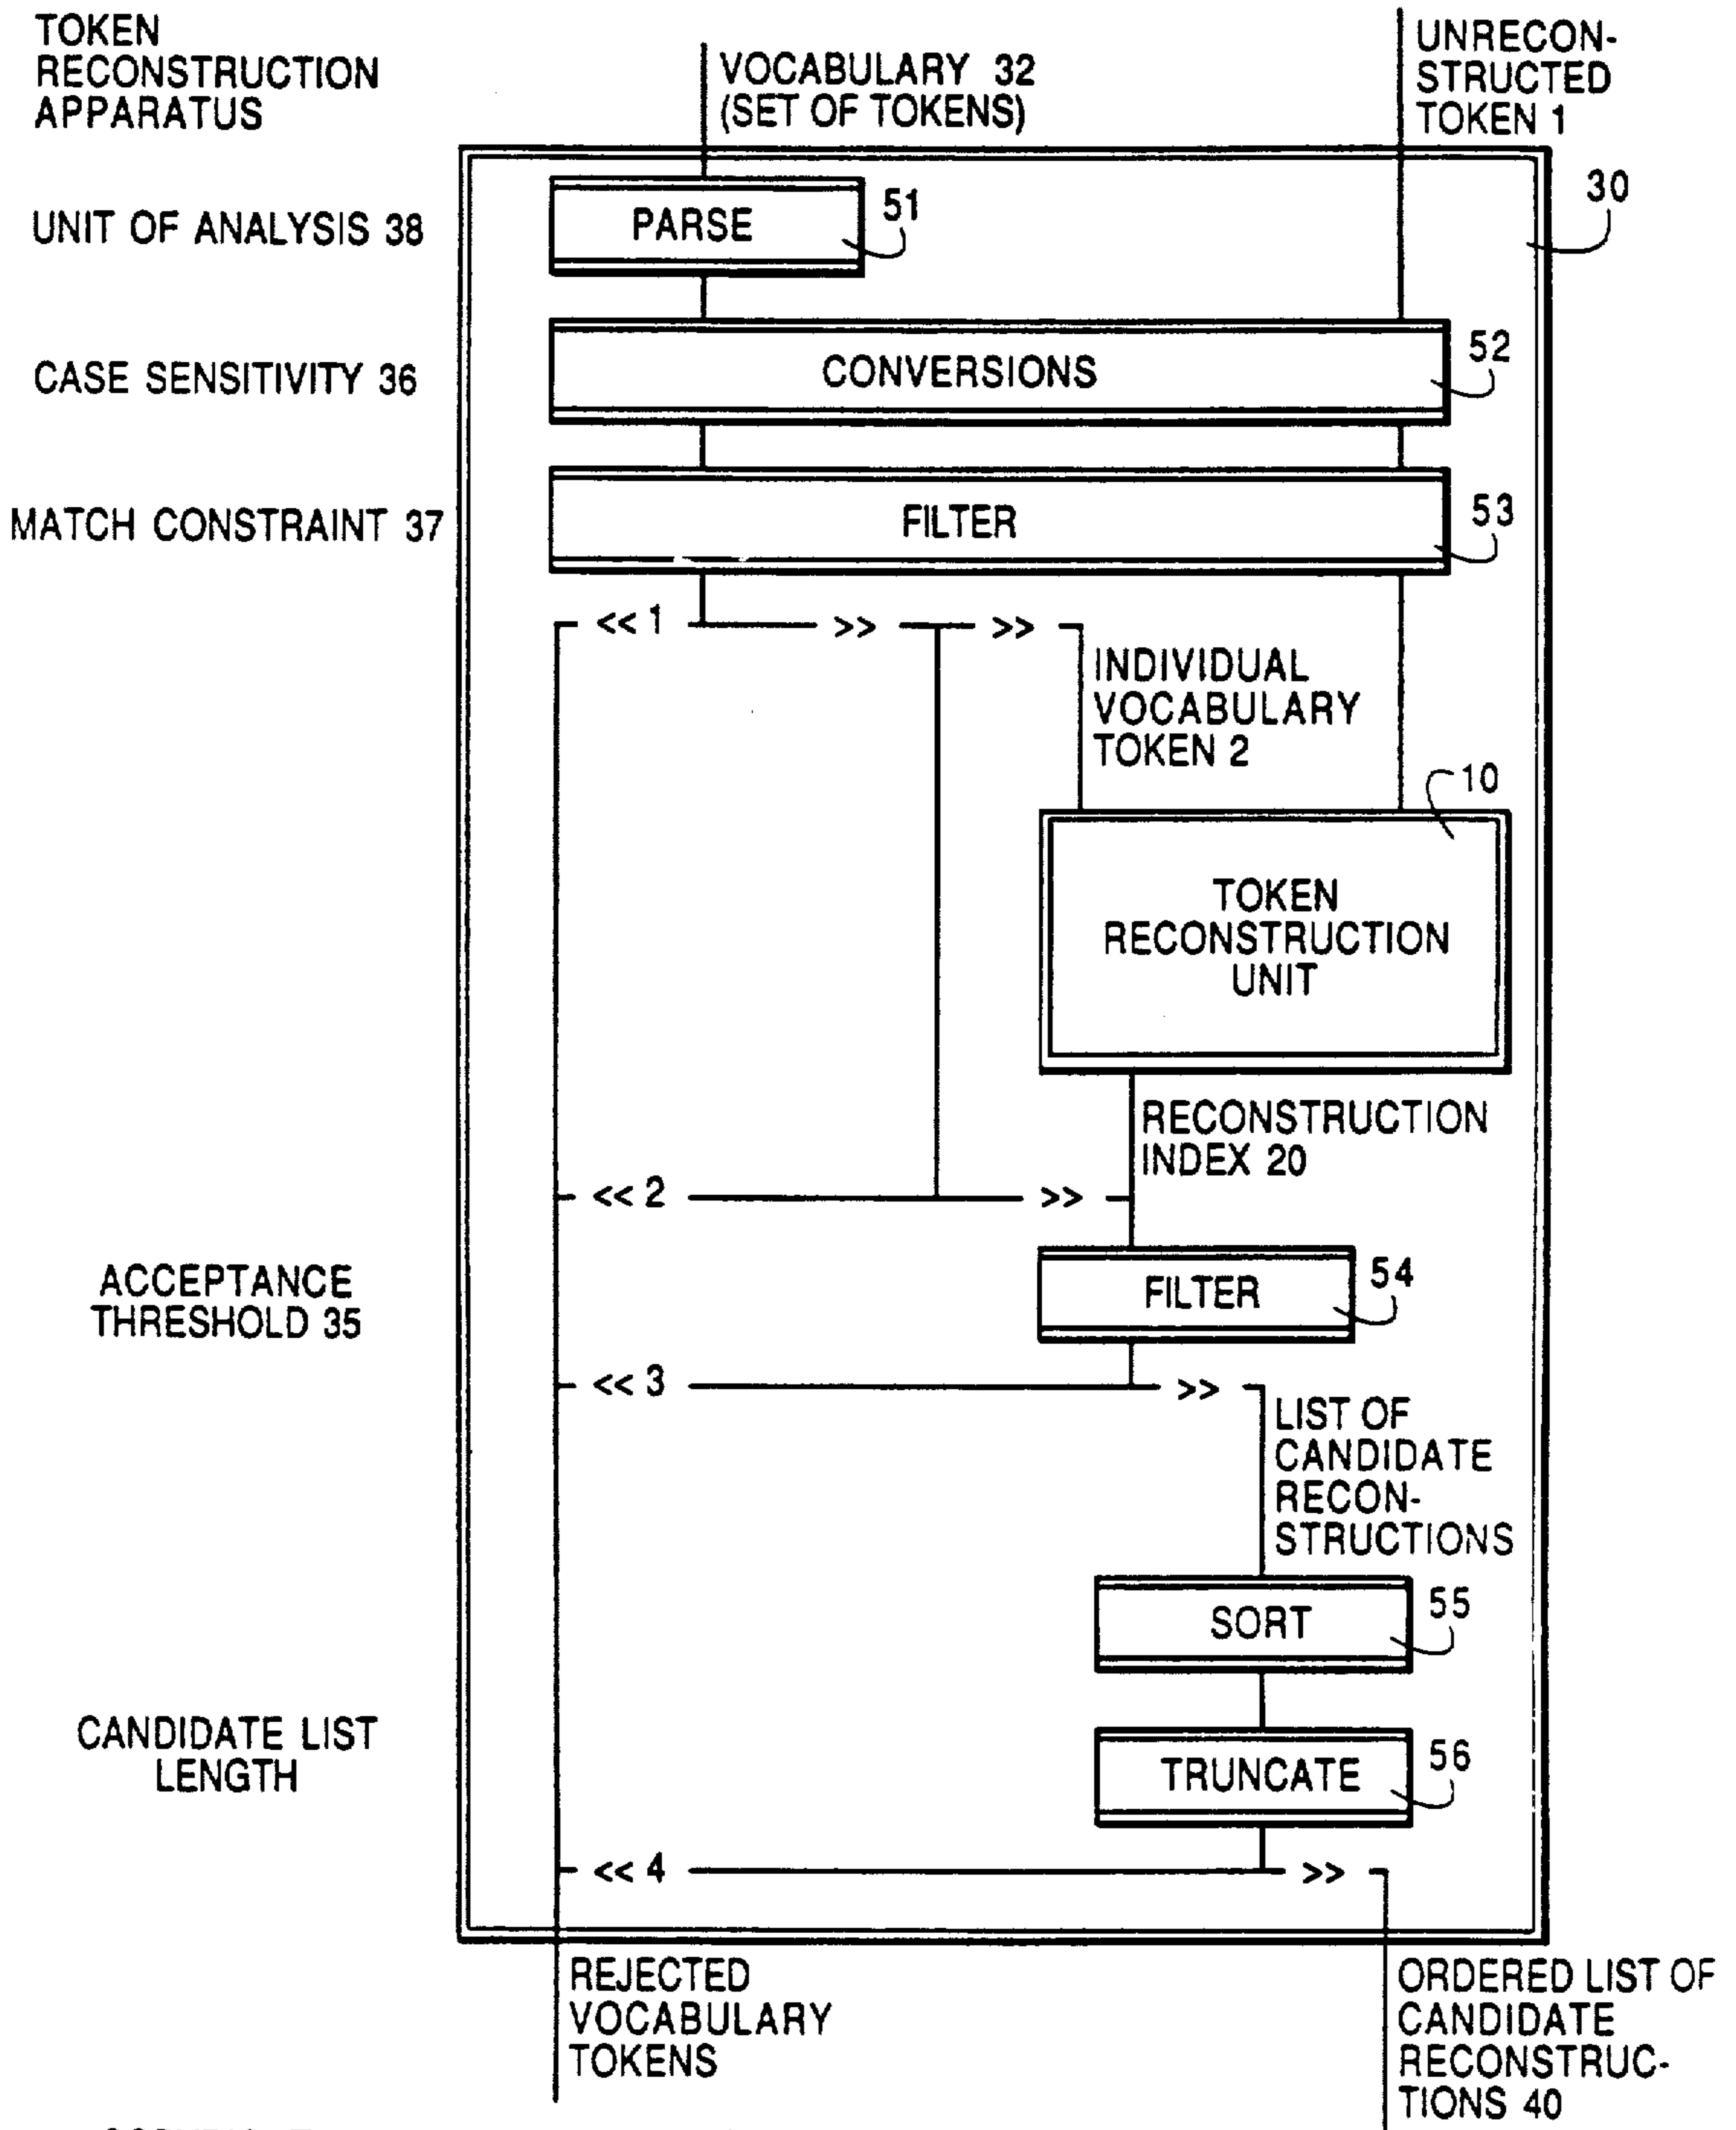 TOKEN
RECONSTRUCTION
APPARATUS
VOCABULARY 32
(SET OF TOKENS)
UNRECON-
STRUCTED
TOKEN 1
30
UNIT OF ANALYSIS 38
PARSE
51
CASE SENSITIVITY 36
CONVERSIONS
52
MATCH CONSTRAINT 37
FILTER
53
<< 1
>>
>>
INDIVIDUAL
VOCABULARY
TOKEN 2
10
TOKEN
RECONSTRUCTION
UNIT
RECONSTRUCTION
INDEX 20
<< 2
>>
ACCEPTANCE
THRESHOLD 35
FILTER
54
<< 3
>>
LIST OF
CANDIDATE
RECON-
STRUCTIONS
SORT
55
CANDIDATE LIST
LENGTH
TRUNCATE
56
<< 4
>>
REJECTED
VOCABULARY
TOKENS
ORDERED LIST OF
CANDIDATE
RECONSTRUC-
TIONS 40